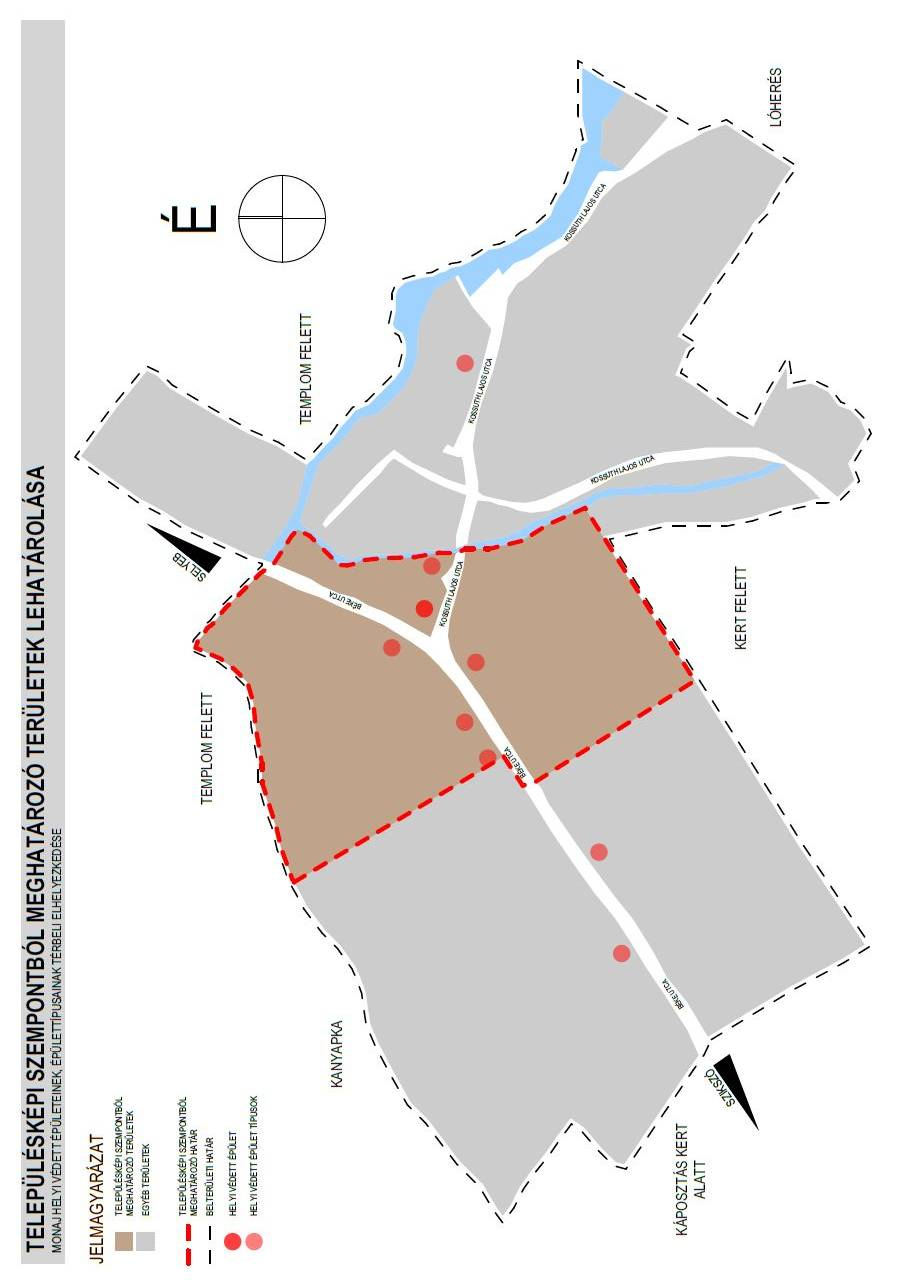 TELEPÜLÉSKÉPI SZEMPONTBÓL MEGHATÁROZÓ TERÜLETEK LEHATÁROLÁSA
MONAJ HELYI VÉDETT ÉPÜLETEINEK, ÉPÜLETTÍPUSAINAK TÉRBELI ELHELYEZKEDÉSE
JELMAGYARÁZAT
TELEPÜLÉSKÉPI SZEMPONTBÓL
MEGHATÁROZÓ TERÜLETEK
EGYÉB TERÜLETEK
TELEPÜLÉSKÉPI SZEMPONTBÓL
MEGHATÁROZÓ HATÁR
BELTERÜLETI HATÁR
HELYI VÉDETT ÉPÜLET
HELYI VÉDETT ÉPÜLET TÍPUSOK
É
SELYEB
TEMPLOM FELETT
TEMPLOM FELETT
KANYAPKA
BÉKE UTCA
KOSSUTH LAJOS UTCA
KOSSUTH LAJOS UTCA
KOSSUTH LAJOS UTCA
KOSSUTH LAJOS UTCA
BÉKE UTCA
BÉKE UTCA
SZIKSZÓ
KÁPOSZTÁS KERT
ALATT
KERT FELETT
LÓHERÉS